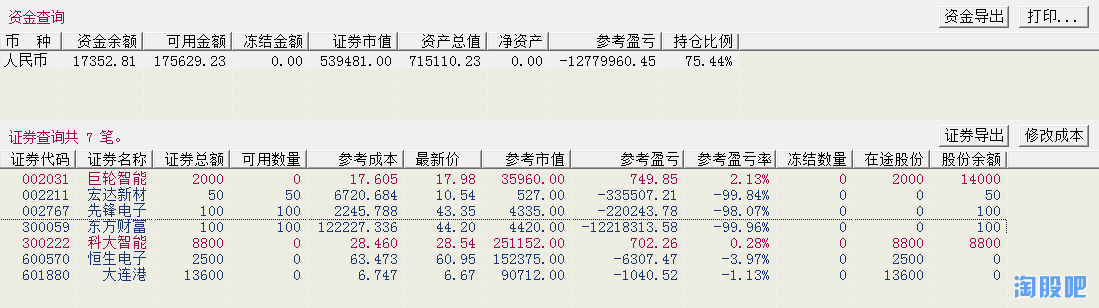 资金查询 资金导出 打印...
币 种 资金余额 可用金额 冻结金额 证券市值 资产总值 净资产 参考盈亏 持仓比例
人民币 17352.81 175629.23 0.00 539481.00 715110.23 0.00 -12779960.45 75.44%
证券查询共 7 笔。 证券导出 修改成本
证券代码 证券名称 证券总额 可用数量 参考成本 最新价 参考市值 参考盈亏 参考盈亏率 冻结数量 在途股份 股份余额
002031 巨轮智能 2000 0 17.605 17.98 35960.00 749.85 2.13% 0 2000 14000
002211 宏达新材 50 50 6720.684 10.54 527.00 -335507.21 -99.84% 0 0 50
002767 先锋电子 100 100 2245.788 43.35 4335.00 -220243.78 -98.07% 0 0 100
300059 东方财富 100 100 122227.336 44.20 4420.00 -12218313.58 -99.96% 0 0 100
300222 科大智能 8800 0 28.460 28.54 251152.00 702.26 0.28% 0 8800 8800
600570 恒生电子 2500 0 63.473 60.95 152375.00 -6307.47 -3.97% 0 2500 0
601880 大连港 13600 0 6.747 6.67 90712.00 -1040.52 -1.13% 0 13600 0
淘股吧